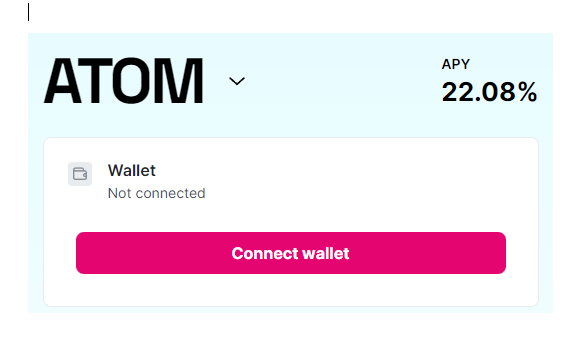 ATOM
APY
22.08%
Wallet
Not connected
Connect wallet